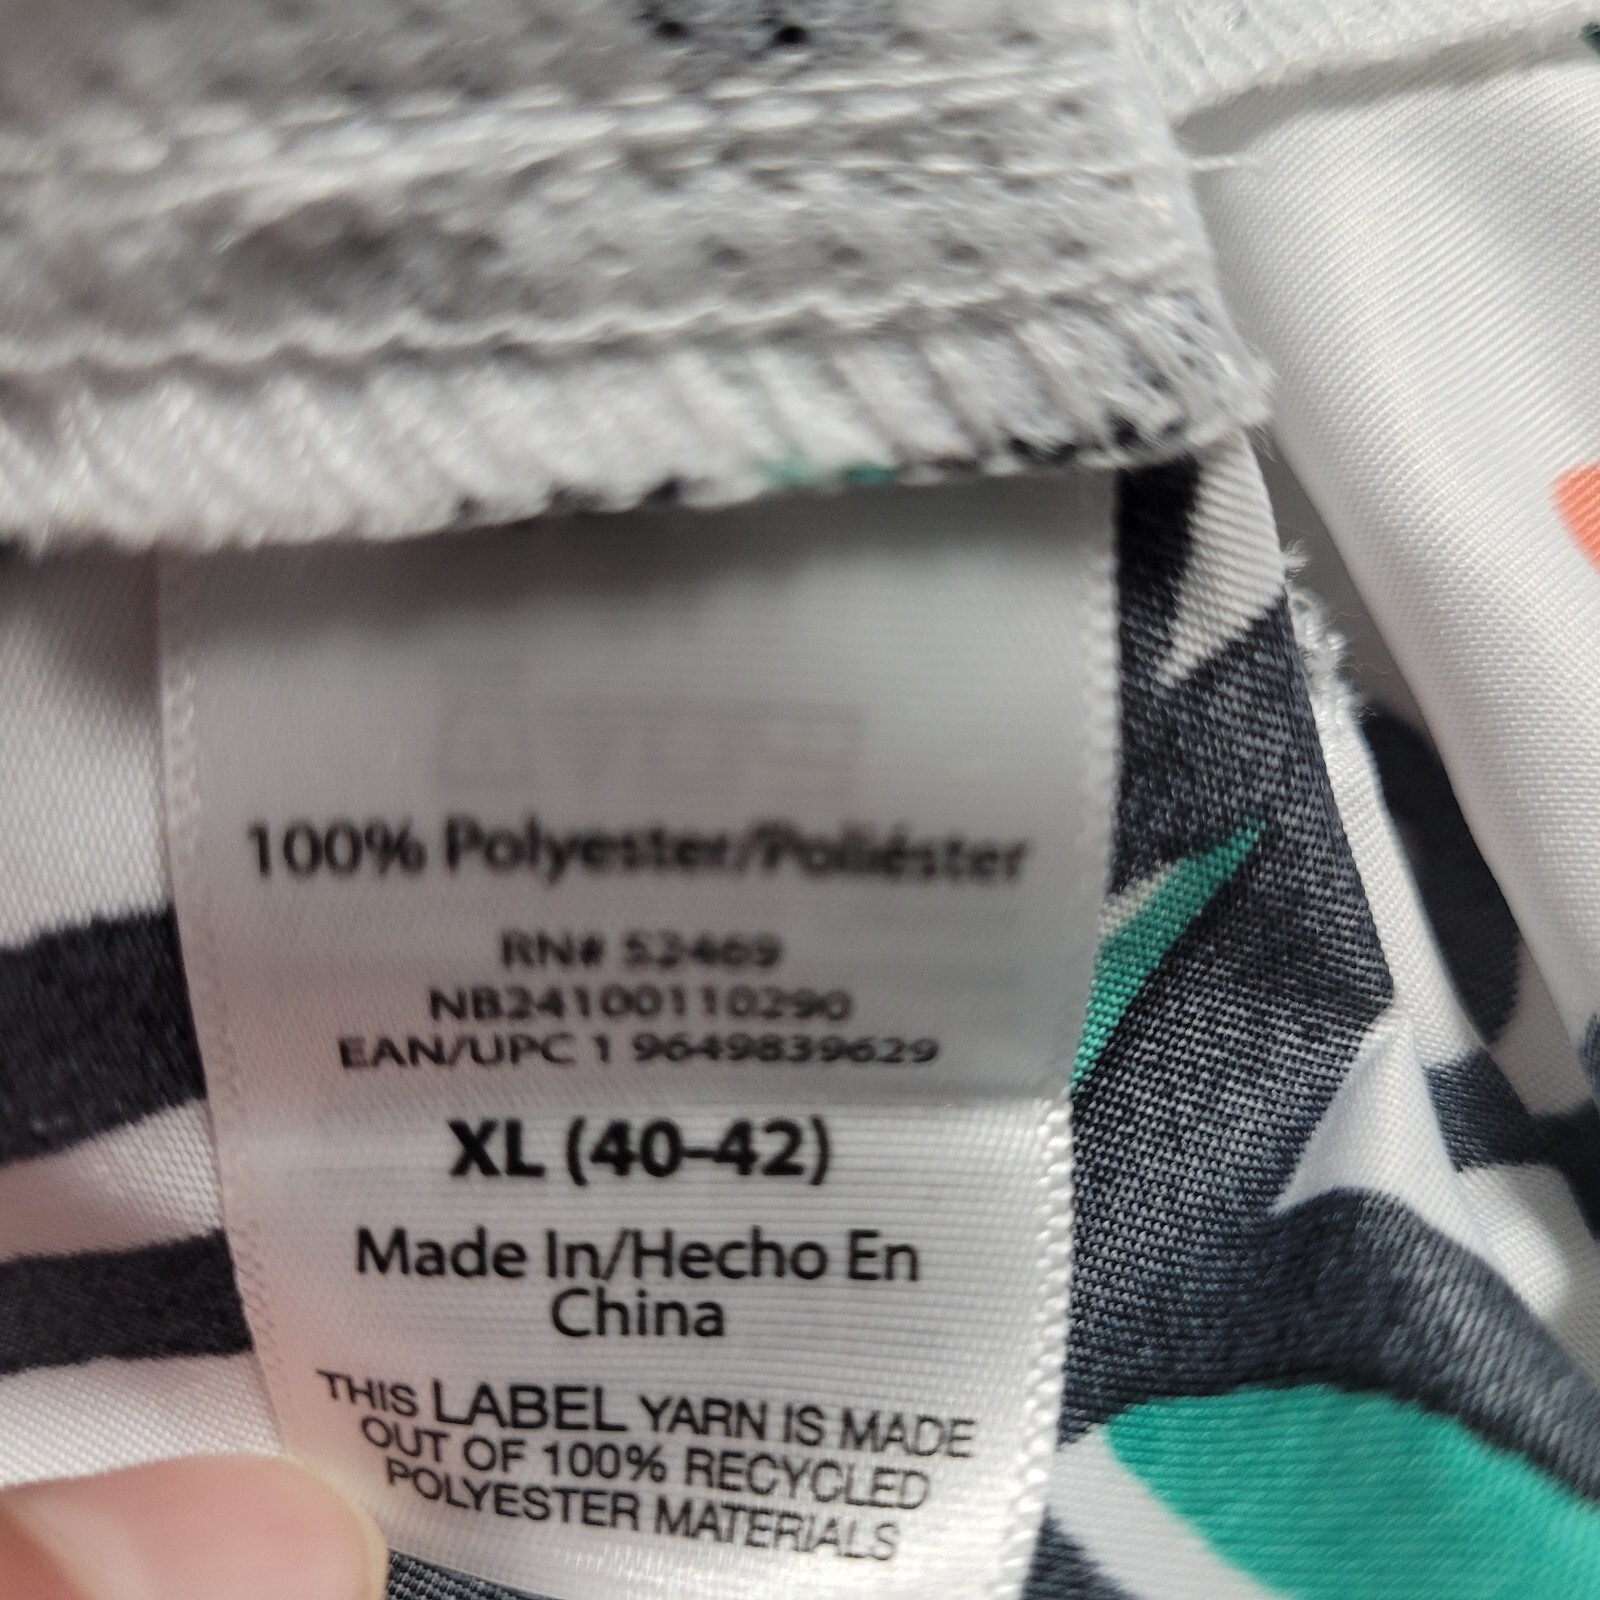 100% Polyester/Poliéster
RN# 52469
NB24100110290
EAN/UPC 1 9649839629
XL (40-42)
Made In/Hecho En
China
THIS LABEL YARN IS MADE
OUT OF 100% RECYCLED
POLYESTER MATERIALS